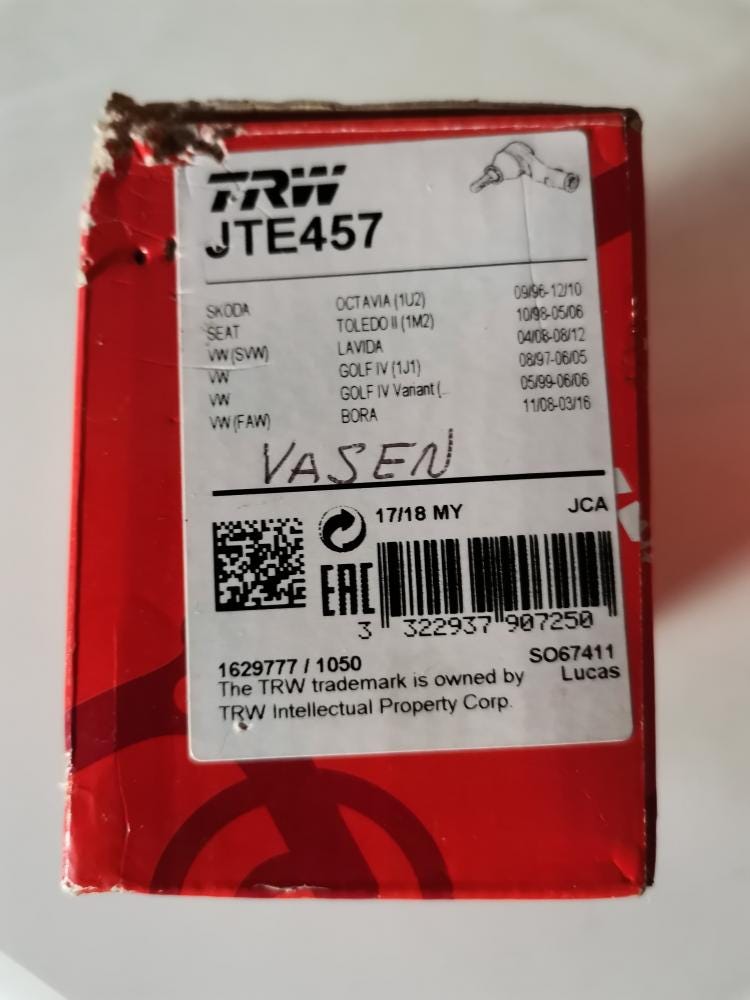 TRW
JTE457
SKODA OCTAVIA (1U2) 09/96-12/10
SEAT TOLEDO II (1M2) 10/98-05/06
VW (SVW) LAVIDA 04/08-08/12
VW GOLF IV (1J1) 08/97-06/05
VW GOLF IV Variant (... 05/99-06/06
VW (FAW) BORA 11/08-03/16
VASEN
17/18 MY JCA
EAC
3 322937 907250
1629777 / 1050 SO67411
The TRW trademark is owned by Lucas
TRW Intellectual Property Corp.